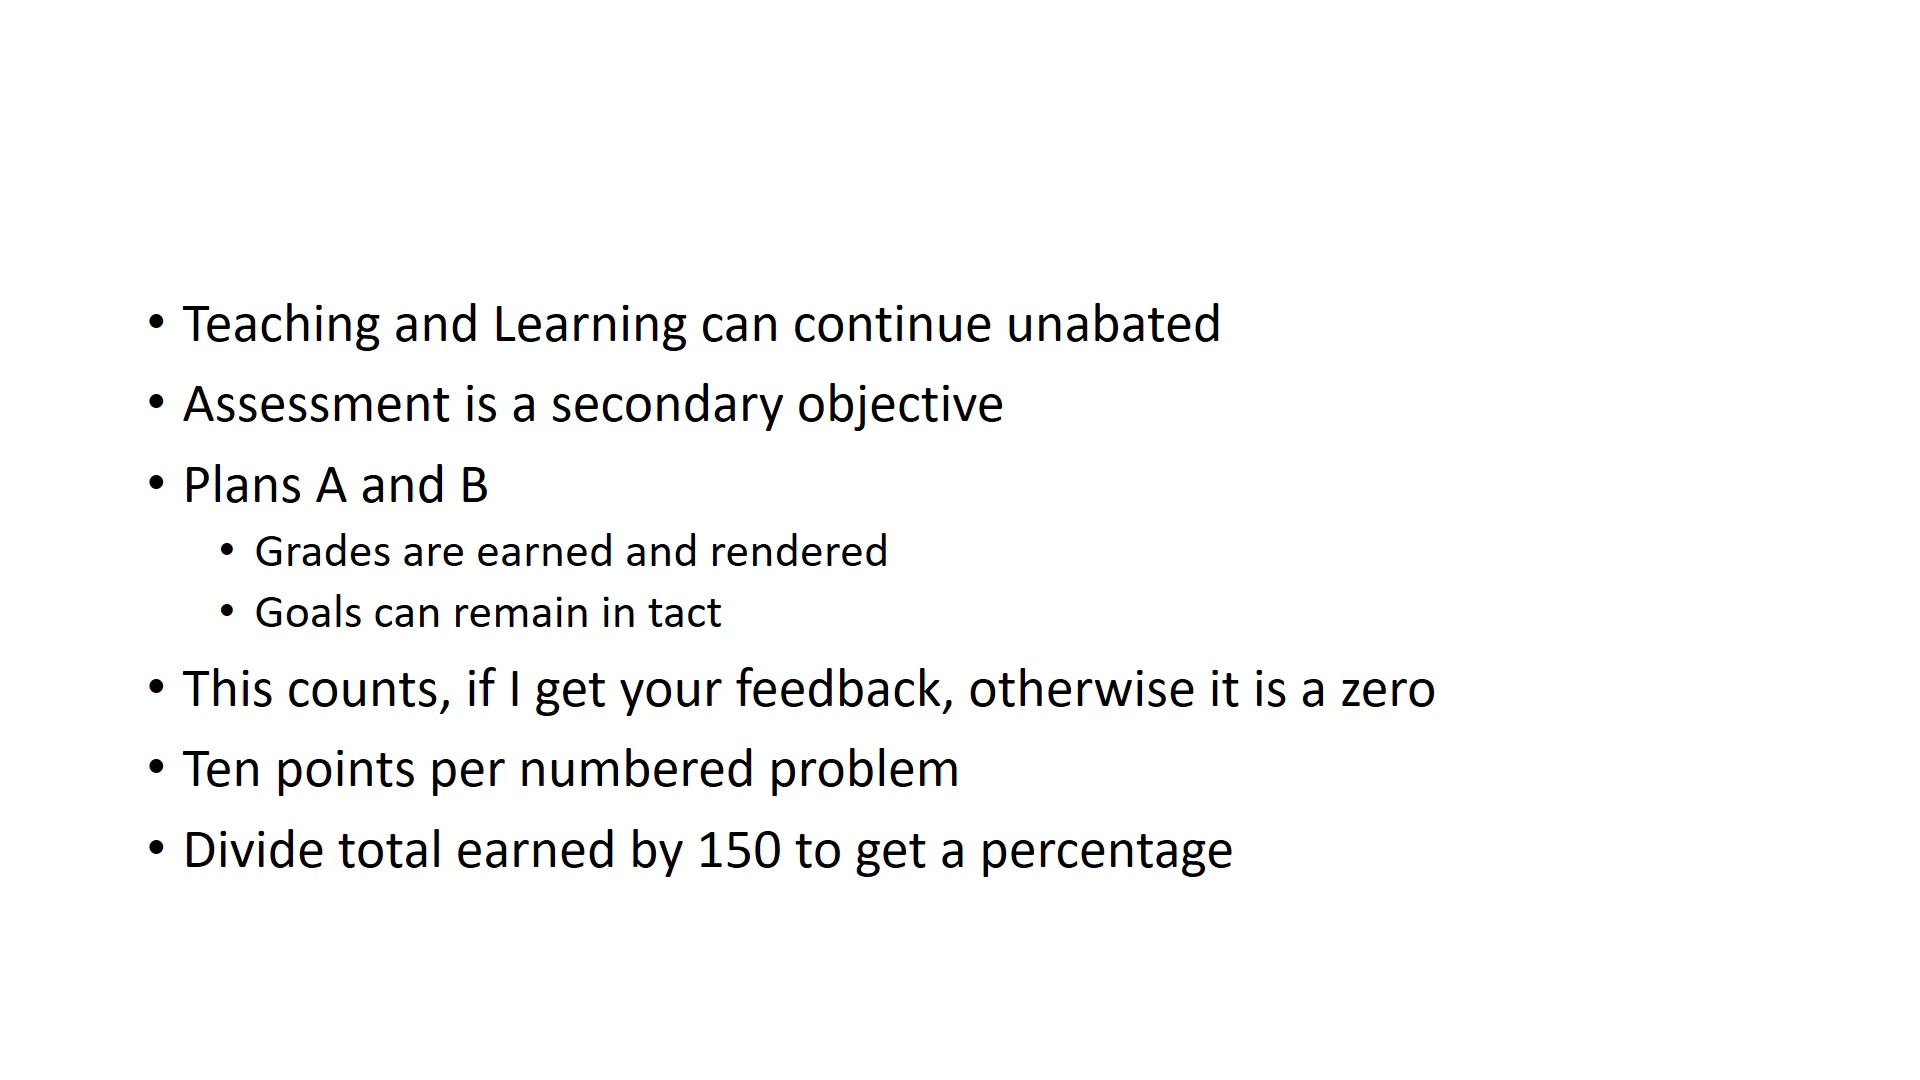 • Teaching and Learning can continue unabated
• Assessment is a secondary objective
• Plans A and B
• Grades are earned and rendered
• Goals can remain in tact
• This counts, if I get your feedback, otherwise it is a zero
• Ten points per numbered problem
• Divide total earned by 150 to get a percentage